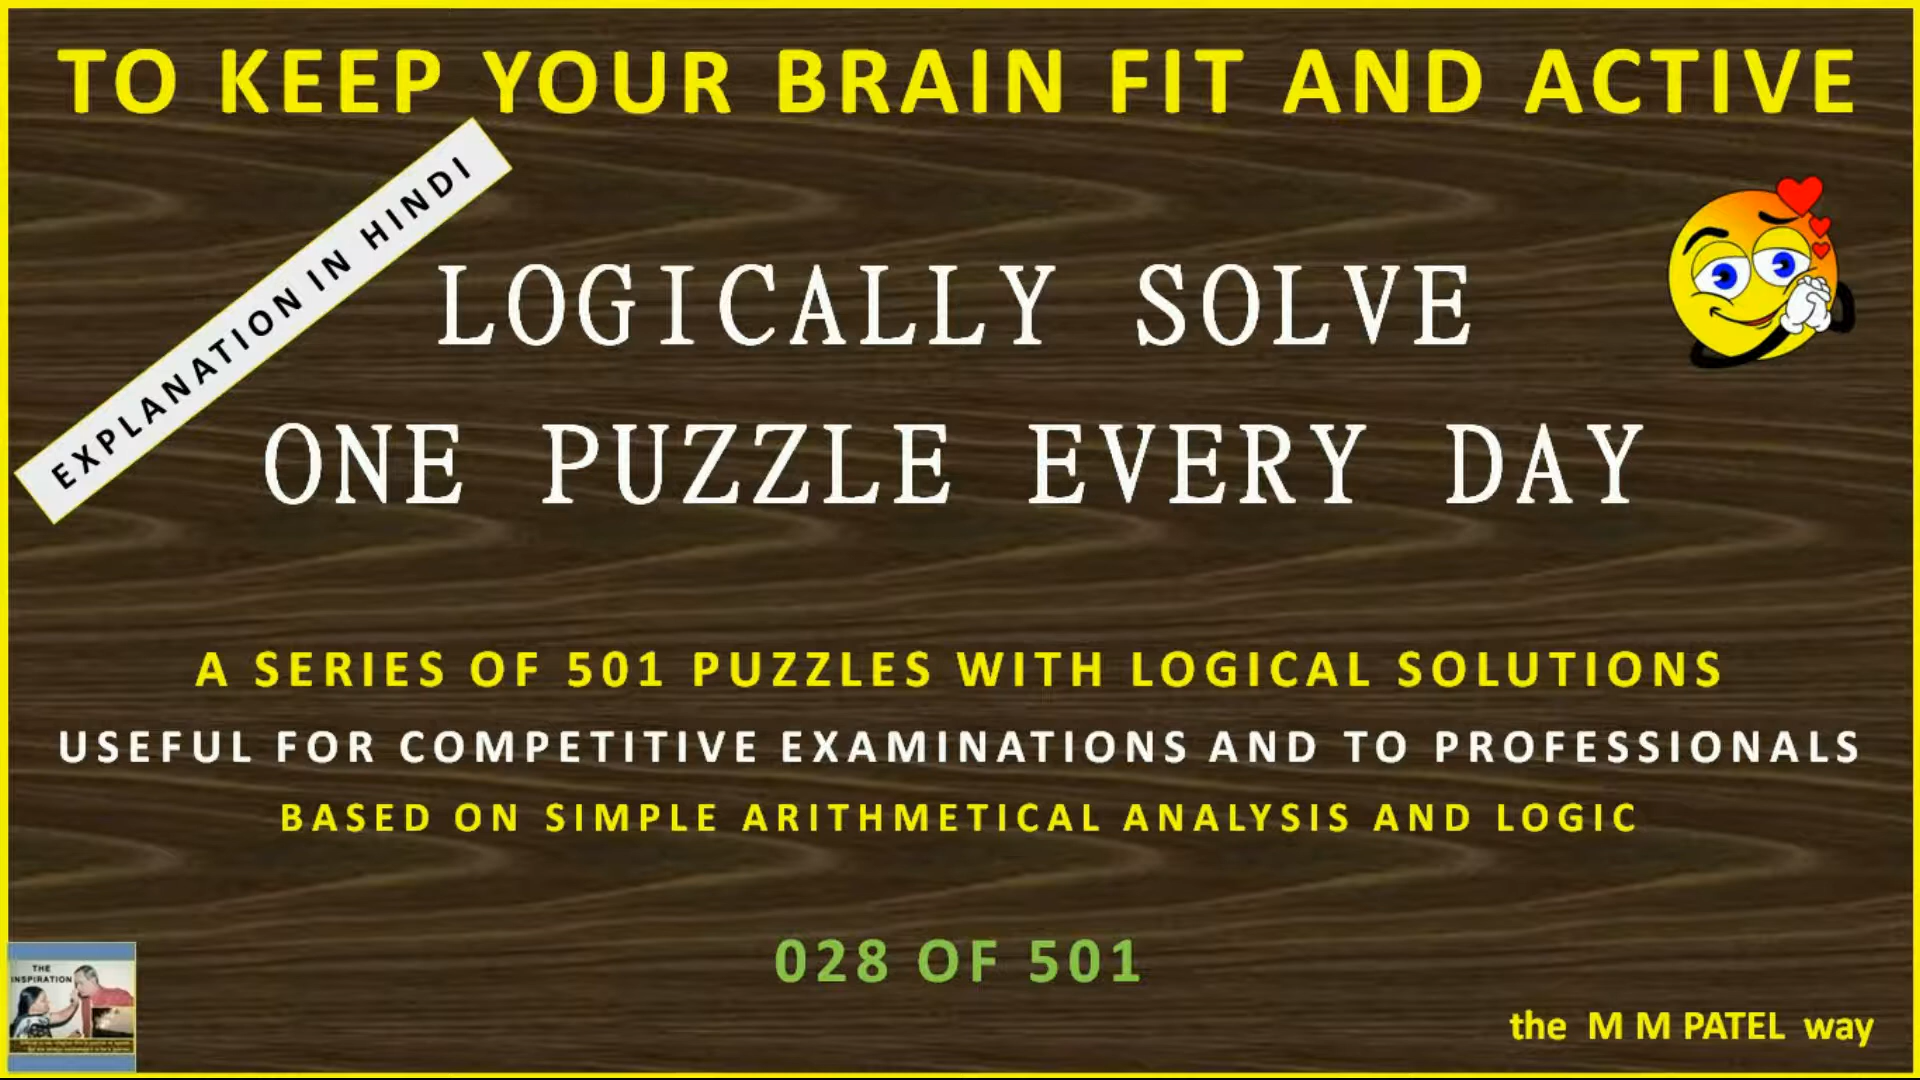 TO KEEP YOUR BRAIN FIT AND ACTIVE
EXPLANATION IN HINDI
LOGICALLY SOLVE
ONE PUZZLE EVERY DAY
A SERIES OF 501 PUZZLES WITH LOGICAL SOLUTIONS
USEFUL FOR COMPETITIVE EXAMINATIONS AND TO PROFESSIONALS
BASED ON SIMPLE ARITHMETICAL ANALYSIS AND LOGIC
028 OF 501
THE
INSPIRATION
the M M PATEL way